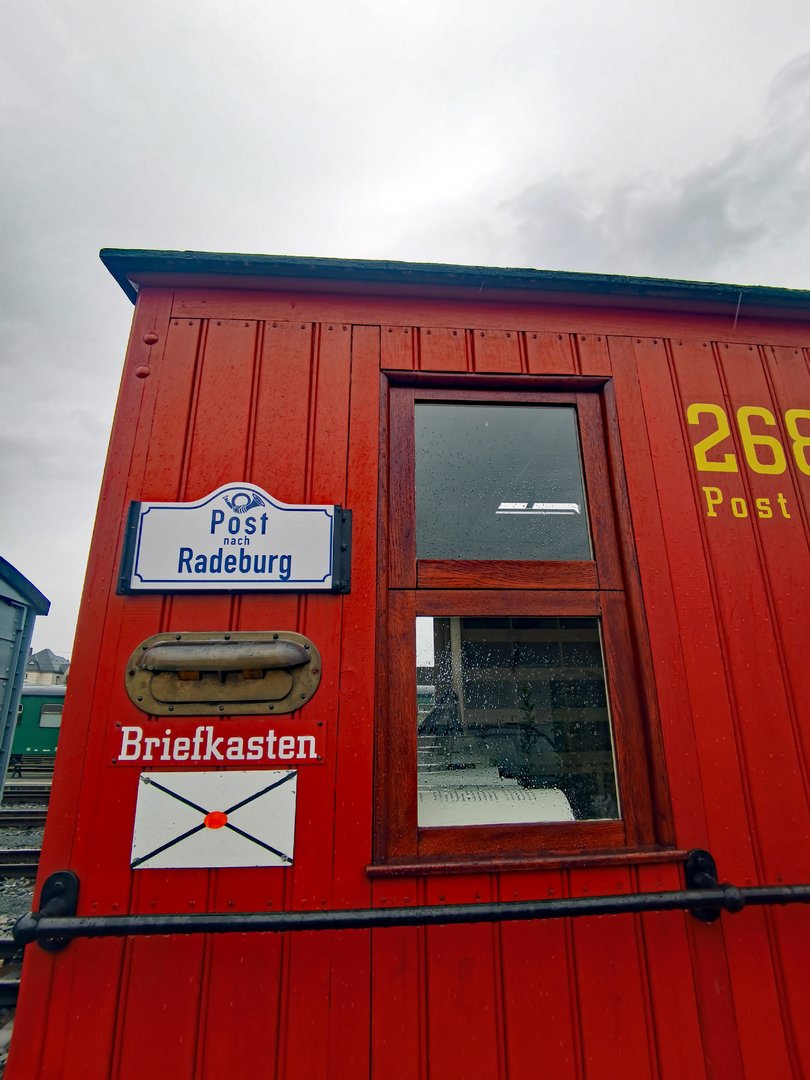 Post
nach
Radeburg
Briefkasten
268
Post